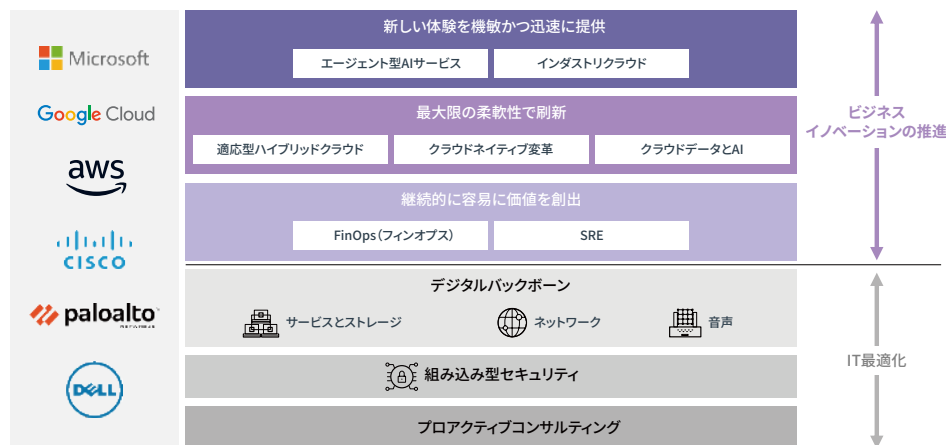 Microsoft
Google Cloud
aws
CISCO
paloalto
NETWORKS
DELL
新しい体験を機敏かつ迅速に提供
エージェント型AIサービス
インダストリクラウド
最大限の柔軟性で刷新
適応型ハイブリッドクラウド
クラウドネイティブ変革
クラウドデータとAI
継続的に容易に価値を創出
FinOps（フィンオプス）
SRE
デジタルバックボーン
サービスとストレージ
ネットワーク
音声
組み込み型セキュリティ
プロアクティブコンサルティング
ビジネス
イノベーションの推進
IT最適化